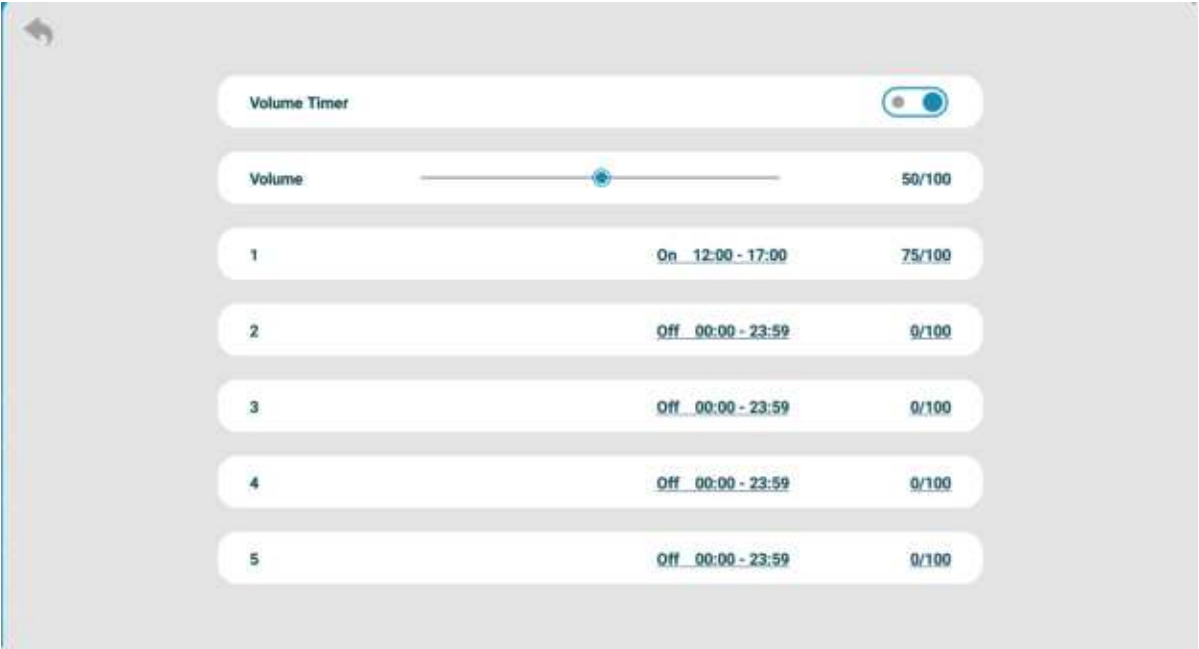 Volume Timer
Volume 50/100
1 On 12:00 - 17:00 75/100
2 Off 00:00 - 23:59 0/100
3 Off 00:00 - 23:59 0/100
4 Off 00:00 - 23:59 0/100
5 Off 00:00 - 23:59 0/100